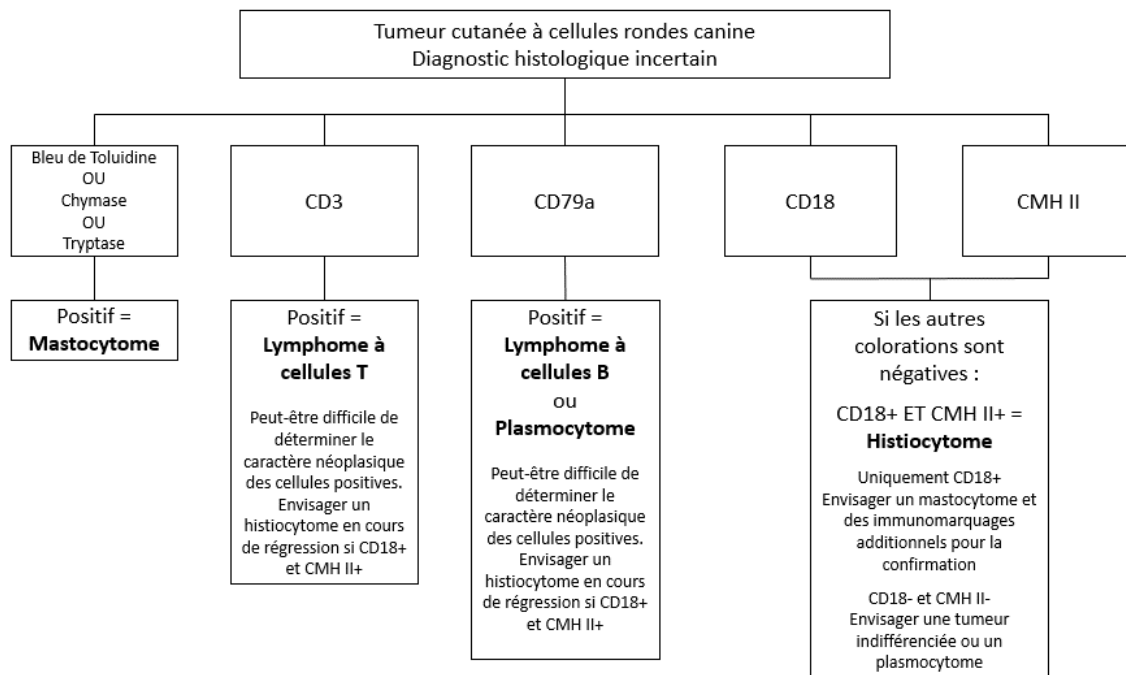 Tumeur cutanée à cellules rondes canine
Diagnostic histologique incertain
Bleu de Toluidine
OU
Chymase
OU
Tryptase
CD3
CD79a
CD18
CMH II
Positif =
Mastocytome
Positif =
Lymphome à
cellules T
Peut-être difficile de
déterminer le
caractère néoplasique
des cellules positives.
Envisager un
histiocytome en cours
de régression si CD18+
et CMH II+
Positif =
Lymphome à
cellules B
ou
Plasmocytome
Peut-être difficile de
déterminer le
caractère néoplasique
des cellules positives.
Envisager un
histiocytome en cours
de régression si CD18+
et CMH II+
Si les autres
colorations sont
négatives :
CD18+ ET CMH II+ =
Histiocytome
Uniquement CD18+
Envisager un mastocytome et
des immunomarquages
additionnels pour la
confirmation
CD18- et CMH II-
Envisager une tumeur
indifférenciée ou un
plasmocytome